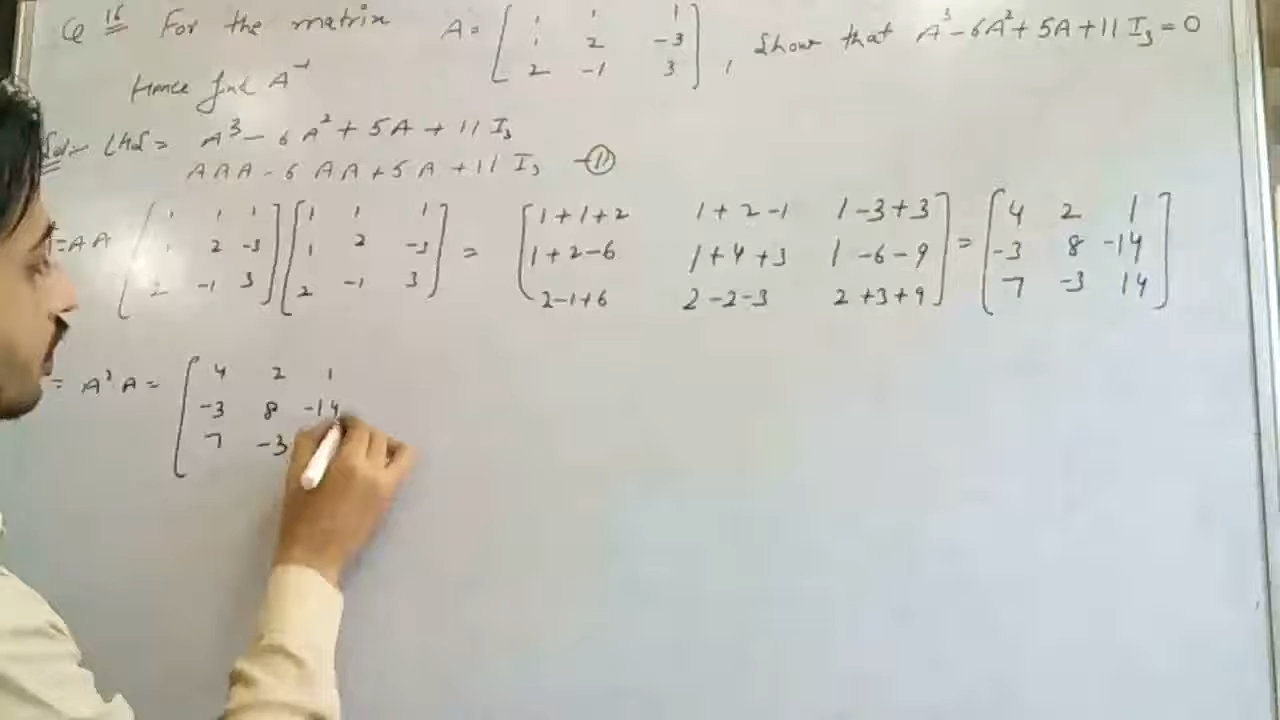 Q 16 For the matrix A = [1 1 1; 1 2 -3; 2 -1 3], Show that A³ - 6A² + 5A + 11 I₃ = 0
Hence find A⁻¹
Soln LHS = A³ - 6A² + 5A + 11 I₃
AAA - 6 AA + 5A + 11 I₃ -①
= AA [1 1 1; 1 2 -3; 2 -1 3] [1 1 1; 1 2 -3; 2 -1 3] = [1+1+2 1+2-1 1-3+3; 1+2-6 1+4+3 1-6-9; 2-1+6 2-2-3 2+3+9] = [4 2 1; -3 8 -14; 7 -3 14]
= A² A = [4 2 1; -3 8 -14; 7 -3